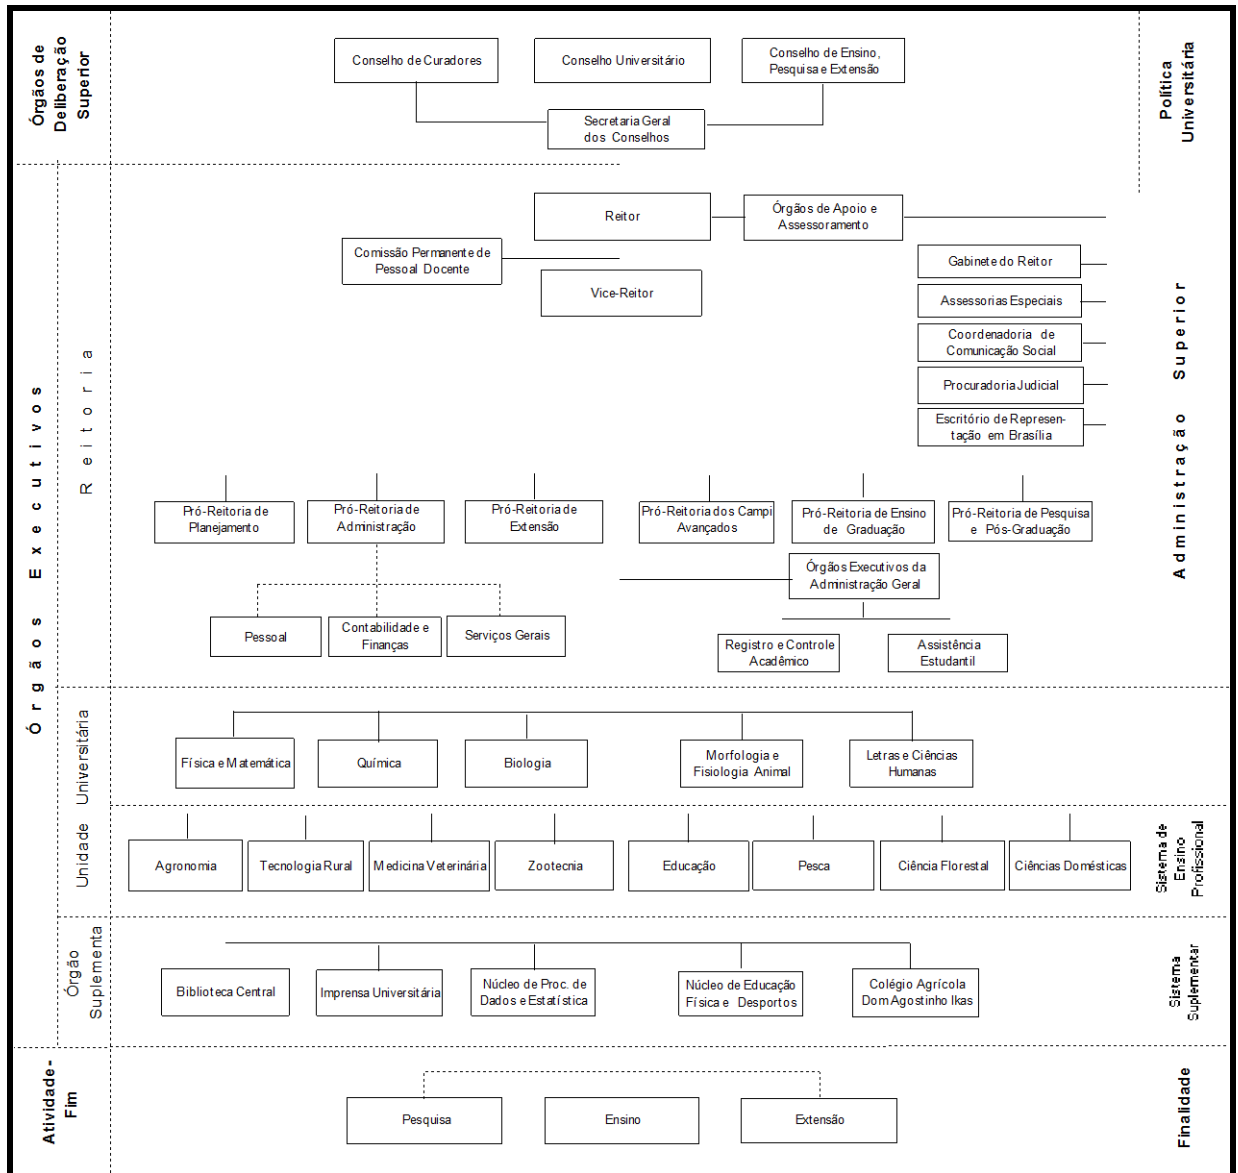 Órgãos de
Deliberação
Superior
Conselho de Curadores
Conselho Universitário
Conselho de Ensino,
Pesquisa e Extensão
Secretaria Geral
dos Conselhos
Política
Universitária
Órgãos Executivos
Reitoria
Reitor
Órgãos de Apoio e
Assessoramento
Comissão Permanente de
Pessoal Docente
Vice-Reitor
Gabinete do Reitor
Assessorias Especiais
Coordenadoria de
Comunicação Social
Procuradoria Judicial
Escritório de Represen-
tação em Brasília
Administração Superior
Pró-Reitoria de
Planejamento
Pró-Reitoria de
Administração
Pró-Reitoria de
Extensão
Pró-Reitoria dos Campi
Avançados
Pró-Reitoria de Ensino
de Graduação
Pró-Reitoria de Pesquisa
e Pós-Graduação
Órgãos Executivos da
Administração Geral
Pessoal
Contabilidade e
Finanças
Serviços Gerais
Registro e Controle
Acadêmico
Assistência
Estudantil
Unidade Universitária
Física e Matemática
Química
Biologia
Morfologia e
Fisiologia Animal
Letras e Ciências
Humanas
Agronomia
Tecnologia Rural
Medicina Veterinária
Zootecnia
Educação
Pesca
Ciência Florestal
Ciências Domésticas
Sistema de
Ensino
Profissional
Órgão
Suplementa
Biblioteca Central
Imprensa Universitária
Núcleo de Proc. de
Dados e Estatística
Núcleo de Educação
Física e Desportos
Colégio Agrícola
Dom Agostinho Ikas
Sistema
Suplementar
Atividade-
Fim
Pesquisa
Ensino
Extensão
Finalidade